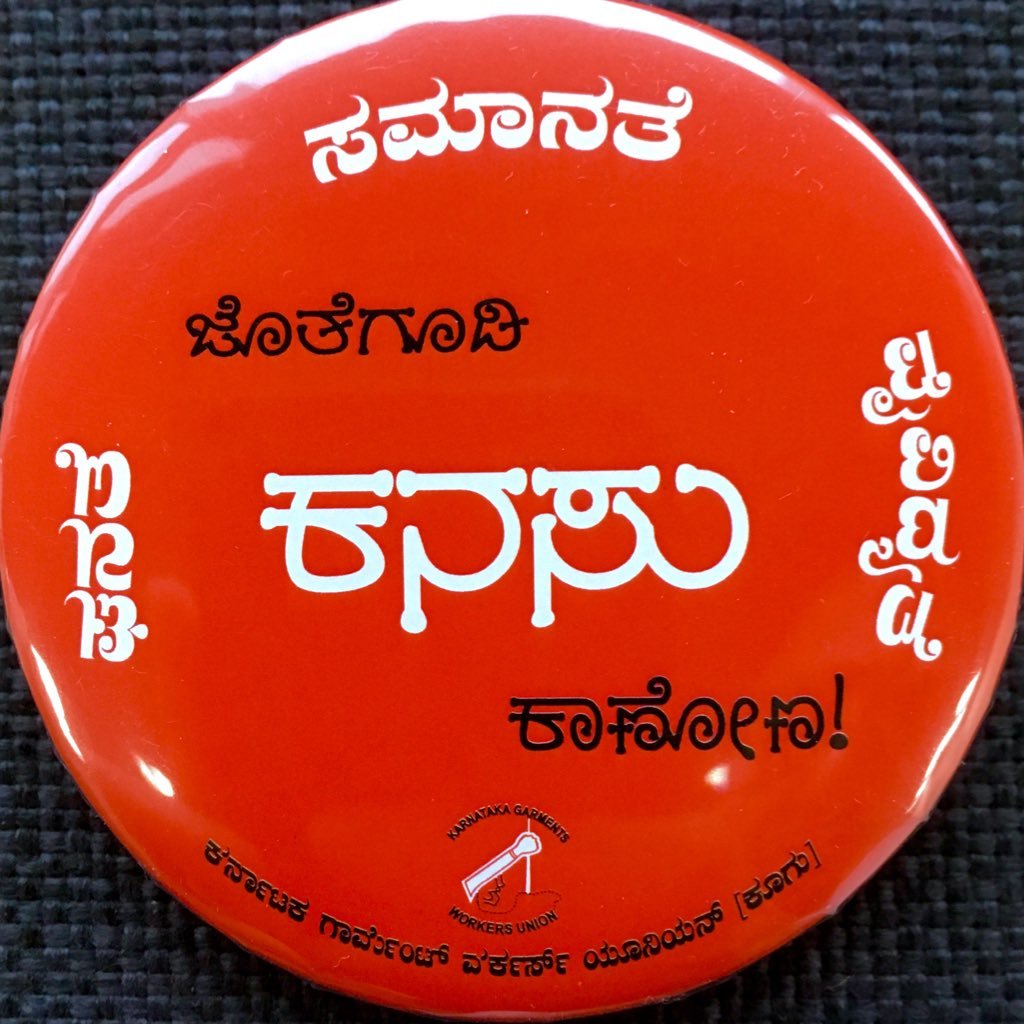 ಸಮಾನತೆ
ಜೊತೆಗೂಡಿ
ಘನತೆ
ಕನಸು
ಕಾಣೋಣ!
KARNATAKA GARMENTS
WORKERS UNION
ಕರ್ನಾಟಕ ಗಾರ್ಮೆಂಟ್ ವರ್ಕರ್ಸ್ ಯೂನಿಯನ್ [ಕೂಗು]